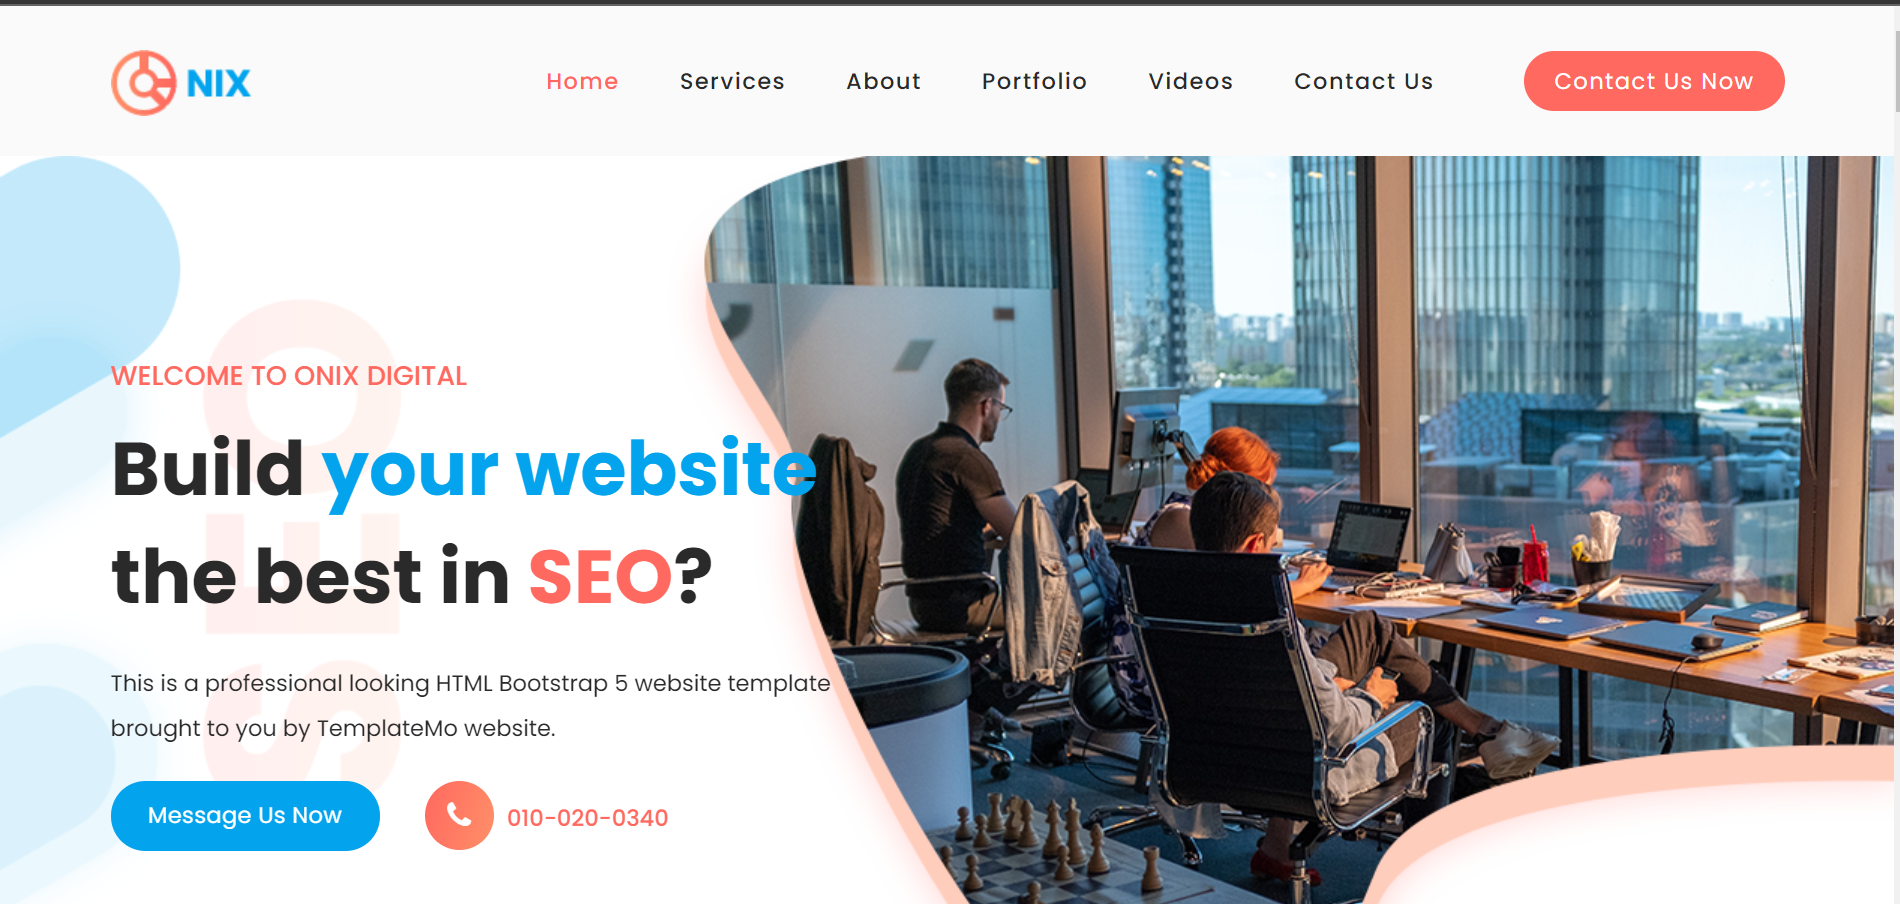 NIX
Home Services About Portfolio Videos Contact Us Contact Us Now
SEO
WELCOME TO ONIX DIGITAL
Build your website
the best in SEO?
This is a professional looking HTML Bootstrap 5 website template
brought to you by TemplateMo website.
Message Us Now 010-020-0340